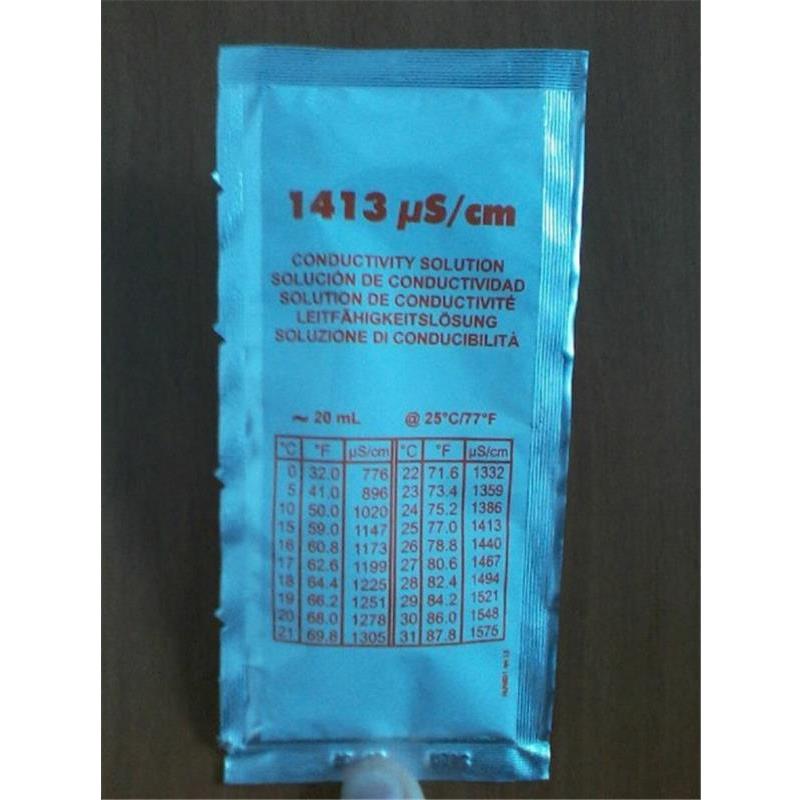 1413 µS/cm
CONDUCTIVITY SOLUTION
SOLUCIÓN DE CONDUCTIVIDAD
SOLUTION DE CONDUCTIVITÉ
LEITFÄHIGKEITSLÖSUNG
SOLUZIONE DI CONDUCIBILITÀ
~ 20 mL @ 25°C/77°F
°C °F µS/cm °C °F µS/cm
0 32.0 776 22 71.6 1332
5 41.0 896 23 73.4 1359
10 50.0 1020 24 75.2 1386
15 59.0 1147 25 77.0 1413
16 60.8 1173 26 78.8 1440
17 62.6 1199 27 80.6 1467
18 64.4 1225 28 82.4 1494
19 66.2 1251 29 84.2 1521
20 68.0 1278 30 86.0 1548
21 69.8 1305 31 87.8 1575